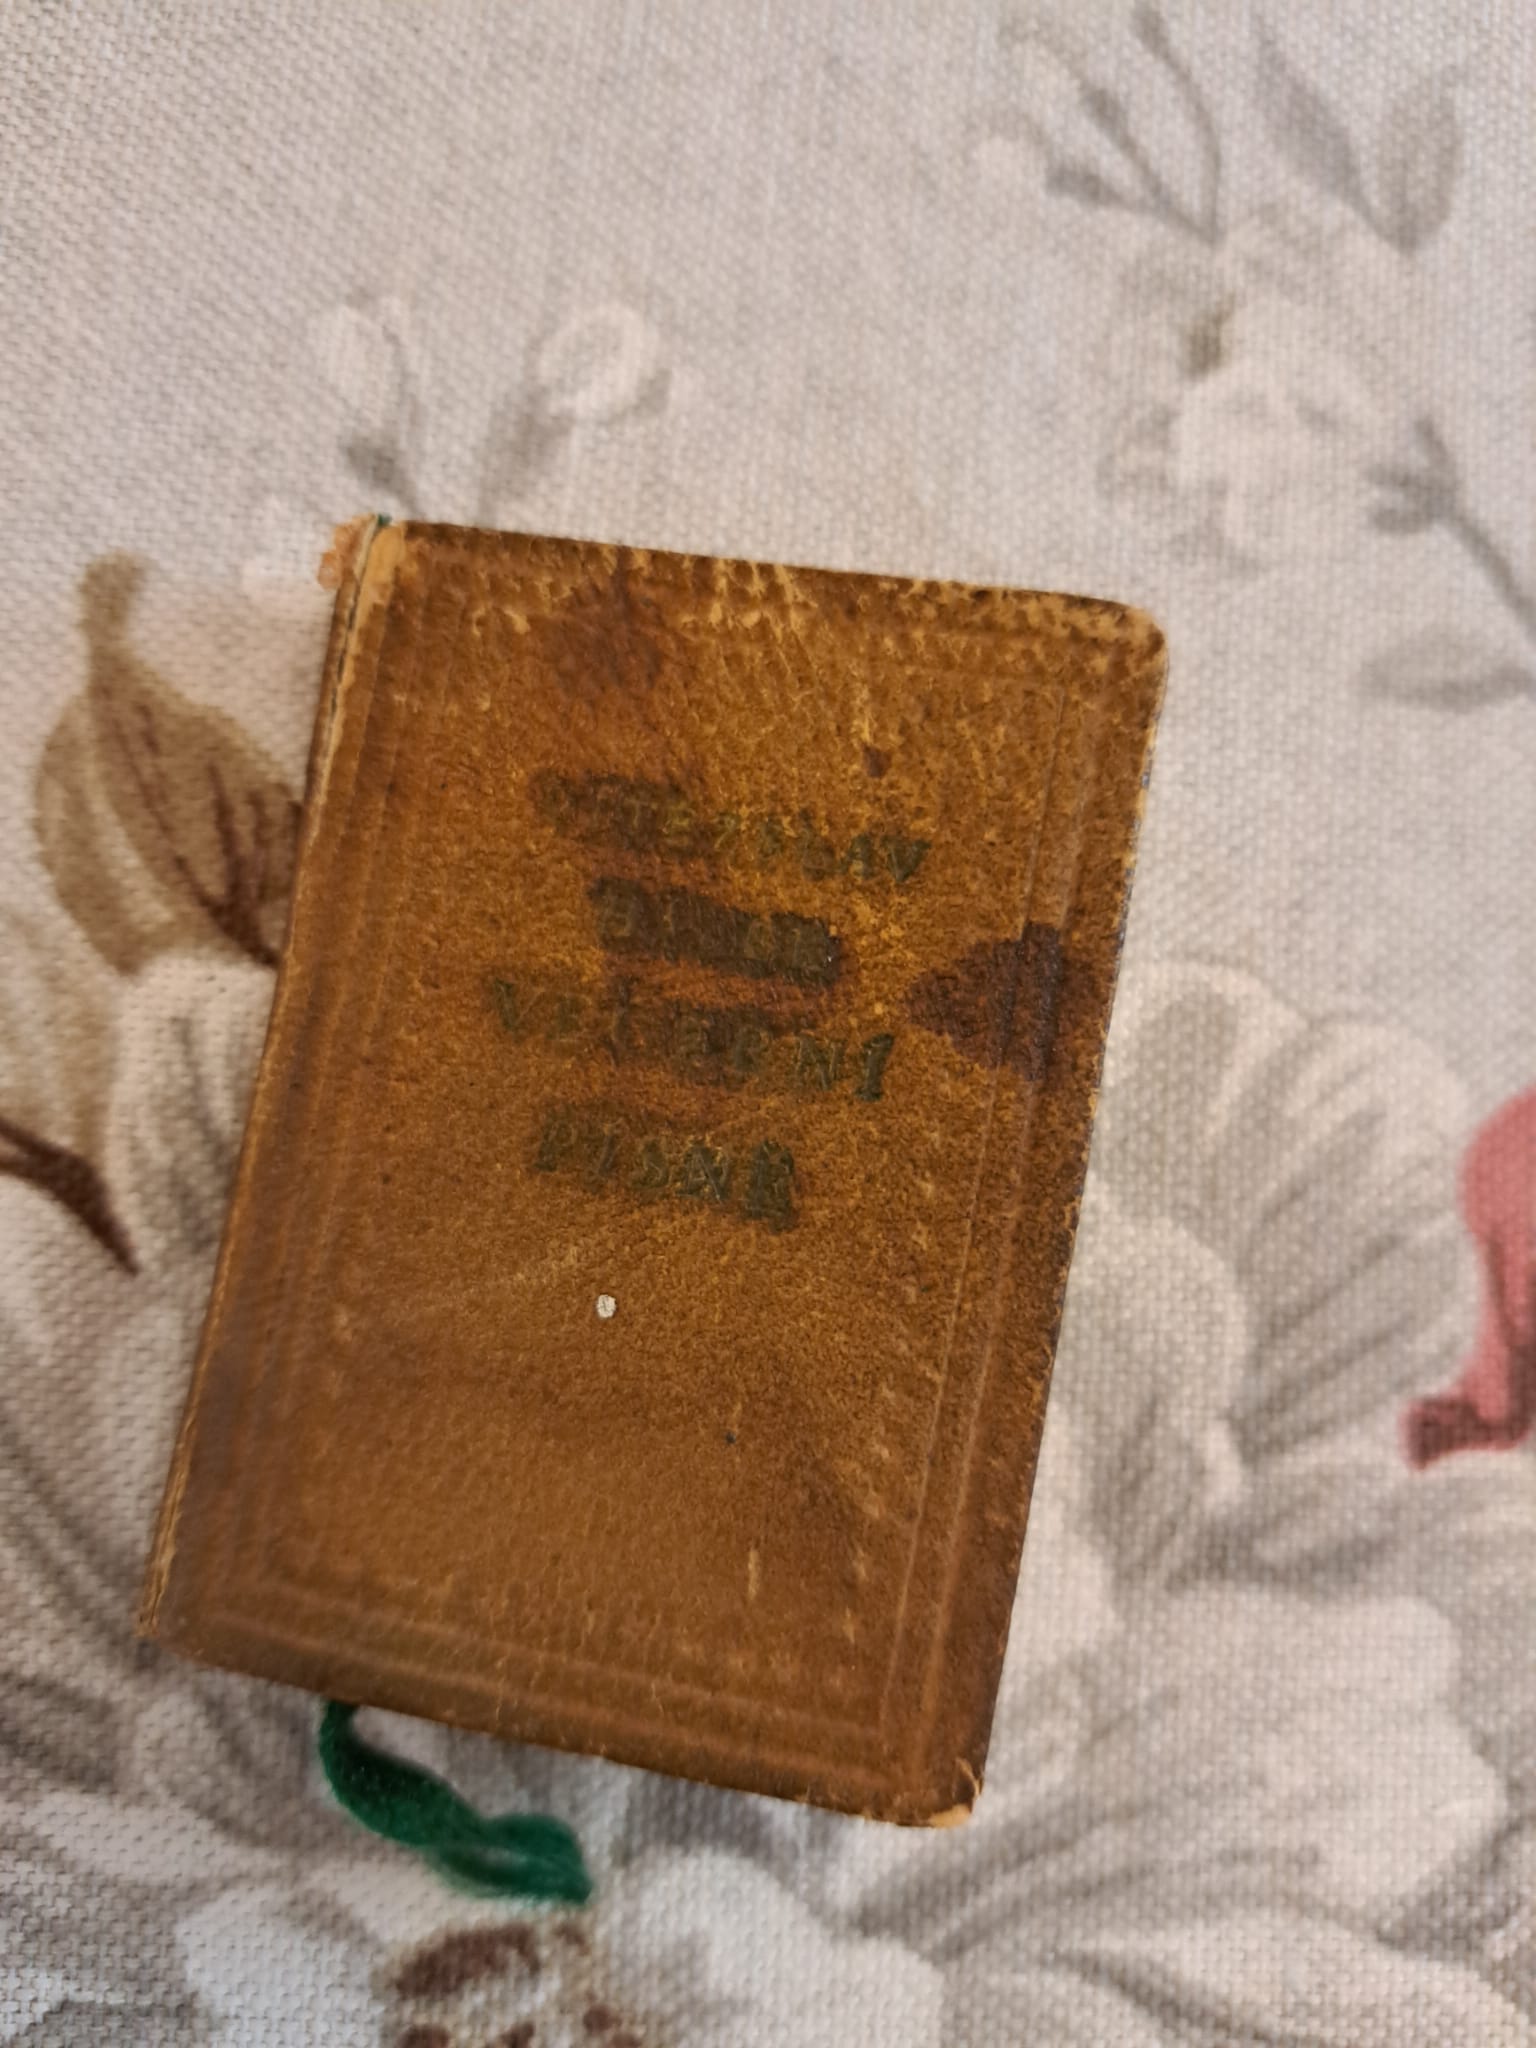 VÍTĚZSLAV
HÁLEK
VEČERNÍ
PÍSNĚ